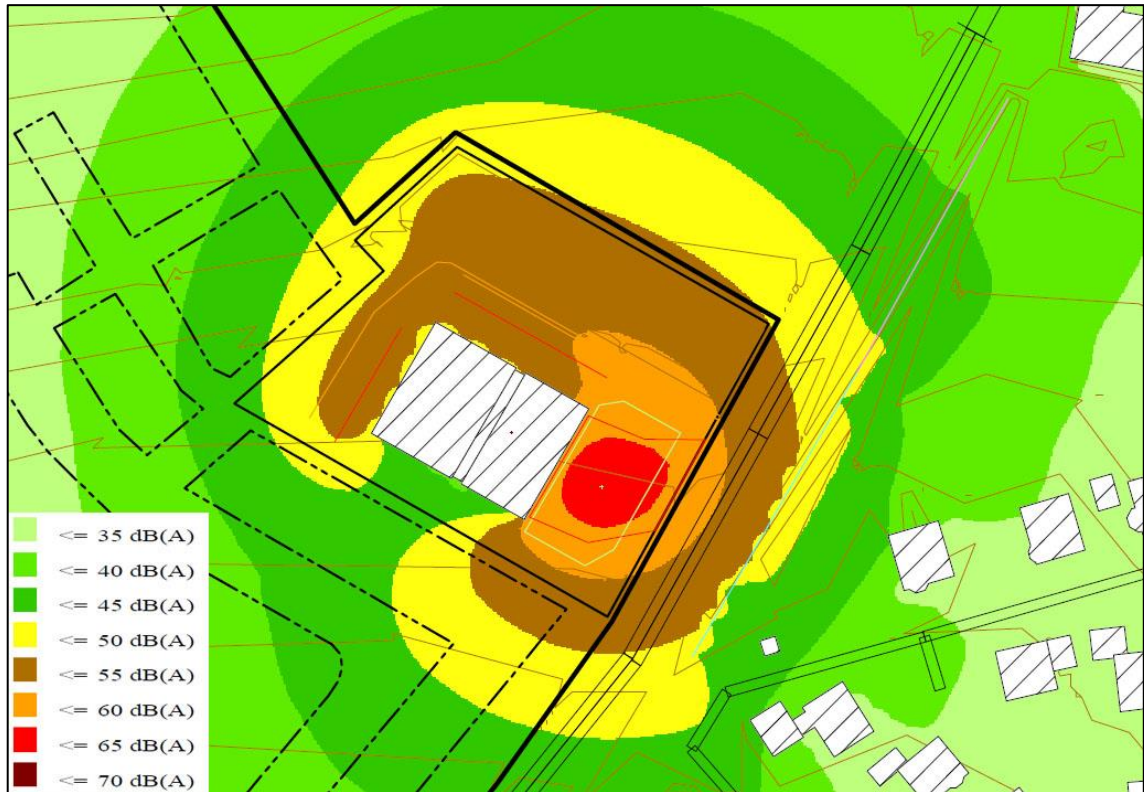 <= 35 dB(A)
<= 40 dB(A)
<= 45 dB(A)
<= 50 dB(A)
<= 55 dB(A)
<= 60 dB(A)
<= 65 dB(A)
<= 70 dB(A)